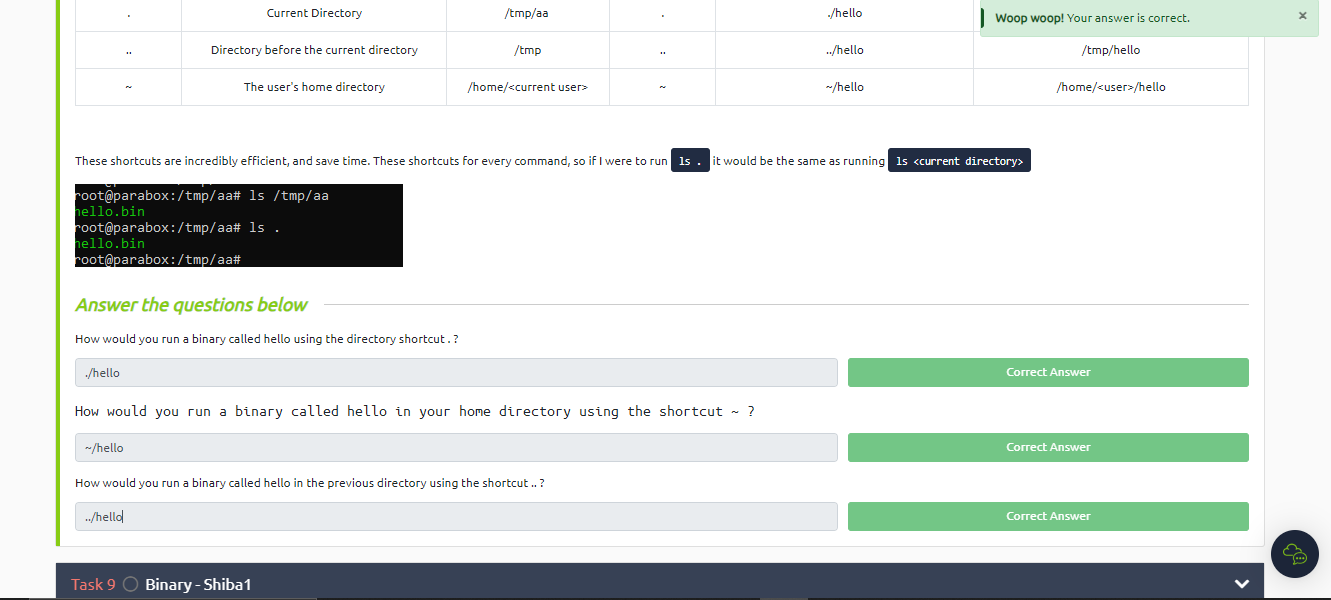 . Current Directory /tmp/aa . ./hello
Woop woop! Your answer is correct. ×
.. Directory before the current directory /tmp .. ../hello /tmp/hello
~ The user's home directory /home/<current user> ~ ~/hello /home/<user>/hello
These shortcuts are incredibly efficient, and save time. These shortcuts for every command, so if I were to run ls . it would be the same as running ls <current directory>
root@parabox:/tmp/aa# ls /tmp/aa
hello.bin
root@parabox:/tmp/aa# ls .
hello.bin
root@parabox:/tmp/aa#
Answer the questions below
How would you run a binary called hello using the directory shortcut . ?
./hello Correct Answer
How would you run a binary called hello in your home directory using the shortcut ~ ?
~/hello Correct Answer
How would you run a binary called hello in the previous directory using the shortcut .. ?
../hello Correct Answer
Task 9 Binary - Shiba1